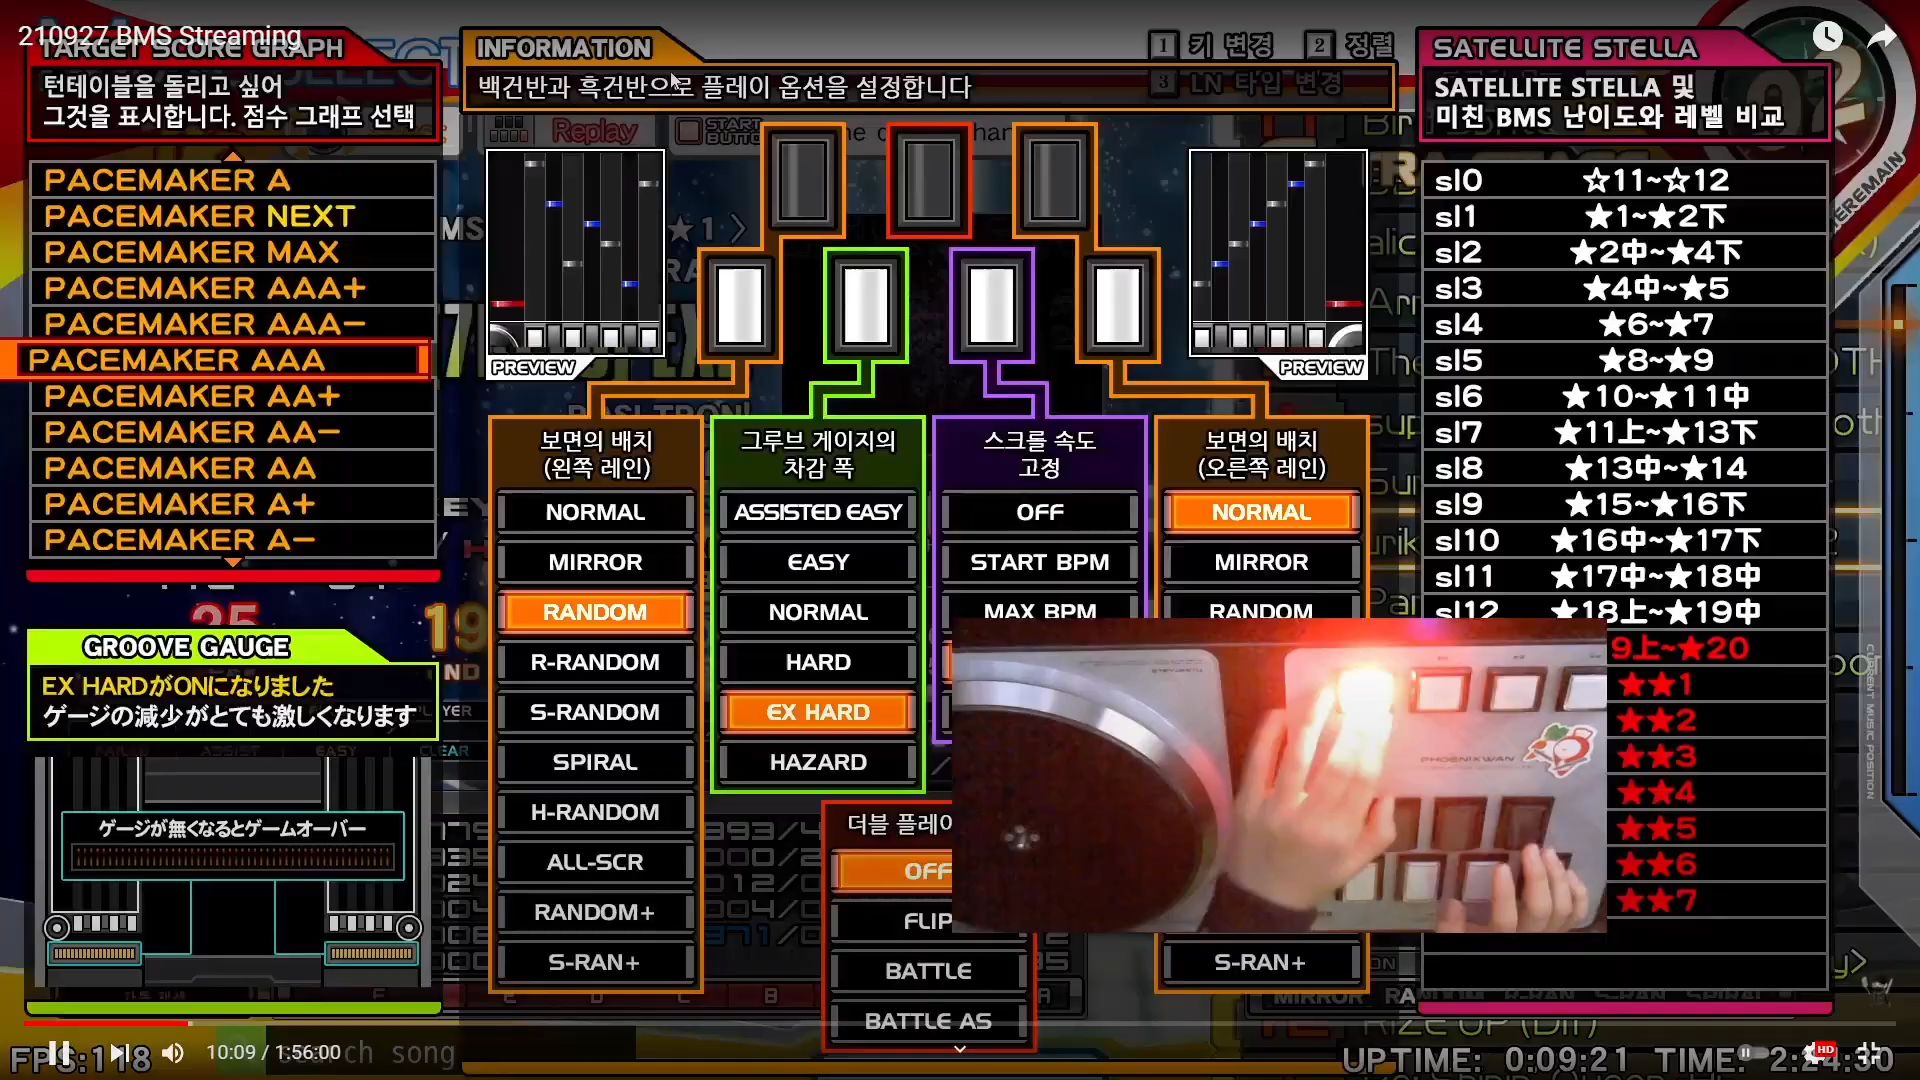 210927 BMS Streaming
TARGET SCORE GRAPH
턴테이블을 돌리고 싶어
그것을 표시합니다. 점수 그래프 선택
PACEMAKER A
PACEMAKER NEXT
PACEMAKER MAX
PACEMAKER AAA+
PACEMAKER AAA-
PACEMAKER AAA
PACEMAKER AA+
PACEMAKER AA-
PACEMAKER AA
PACEMAKER A+
PACEMAKER A-
25
GROOVE GAUGE
EX HARDがONになりました
ゲージの減少がとても激しくなります
CLEAR
ゲージが無くなるとゲームオーバー
INFORMATION
백건반과 흑건반으로 플레이 옵션을 설정합니다
1 키 변경
2 정렬
3 LN 타입 변경
Replay
START
PREVIEW
PREVIEW
보면의 배치
(왼쪽 레인)
NORMAL
MIRROR
RANDOM
R-RANDOM
S-RANDOM
SPIRAL
H-RANDOM
ALL-SCR
RANDOM+
S-RAN+
그루브 게이지의
차감 폭
ASSISTED EASY
EASY
NORMAL
HARD
EX HARD
HAZARD
스크롤 속도
고정
OFF
START BPM
MAX BPM
보면의 배치
(오른쪽 레인)
NORMAL
MIRROR
RANDOM
S-RAN+
더블 플레이
OFF
FLIP
BATTLE
BATTLE AS
PHOENIXWAN
SATELLITE STELLA
SATELLITE STELLA 및
미친 BMS 난이도와 레벨 비교
sl0 ☆11~☆12
sl1 ★1~★2下
sl2 ★2中~★4下
sl3 ★4中~★5
sl4 ★6~★7
sl5 ★8~★9
sl6 ★10~★11中
sl7 ★11上~★13下
sl8 ★13中~★14
sl9 ★15~★16下
sl10 ★16中~★17下
sl11 ★17中~★18中
sl12 ★18上~★19中
9上~★20
★★1
★★2
★★3
★★4
★★5
★★6
★★7
CURRENT MUSIC POSITION
FPS:118
10:09 / 1:56:00
search song
UPTIME: 0:09:21 TIME: 2:24:30
HD